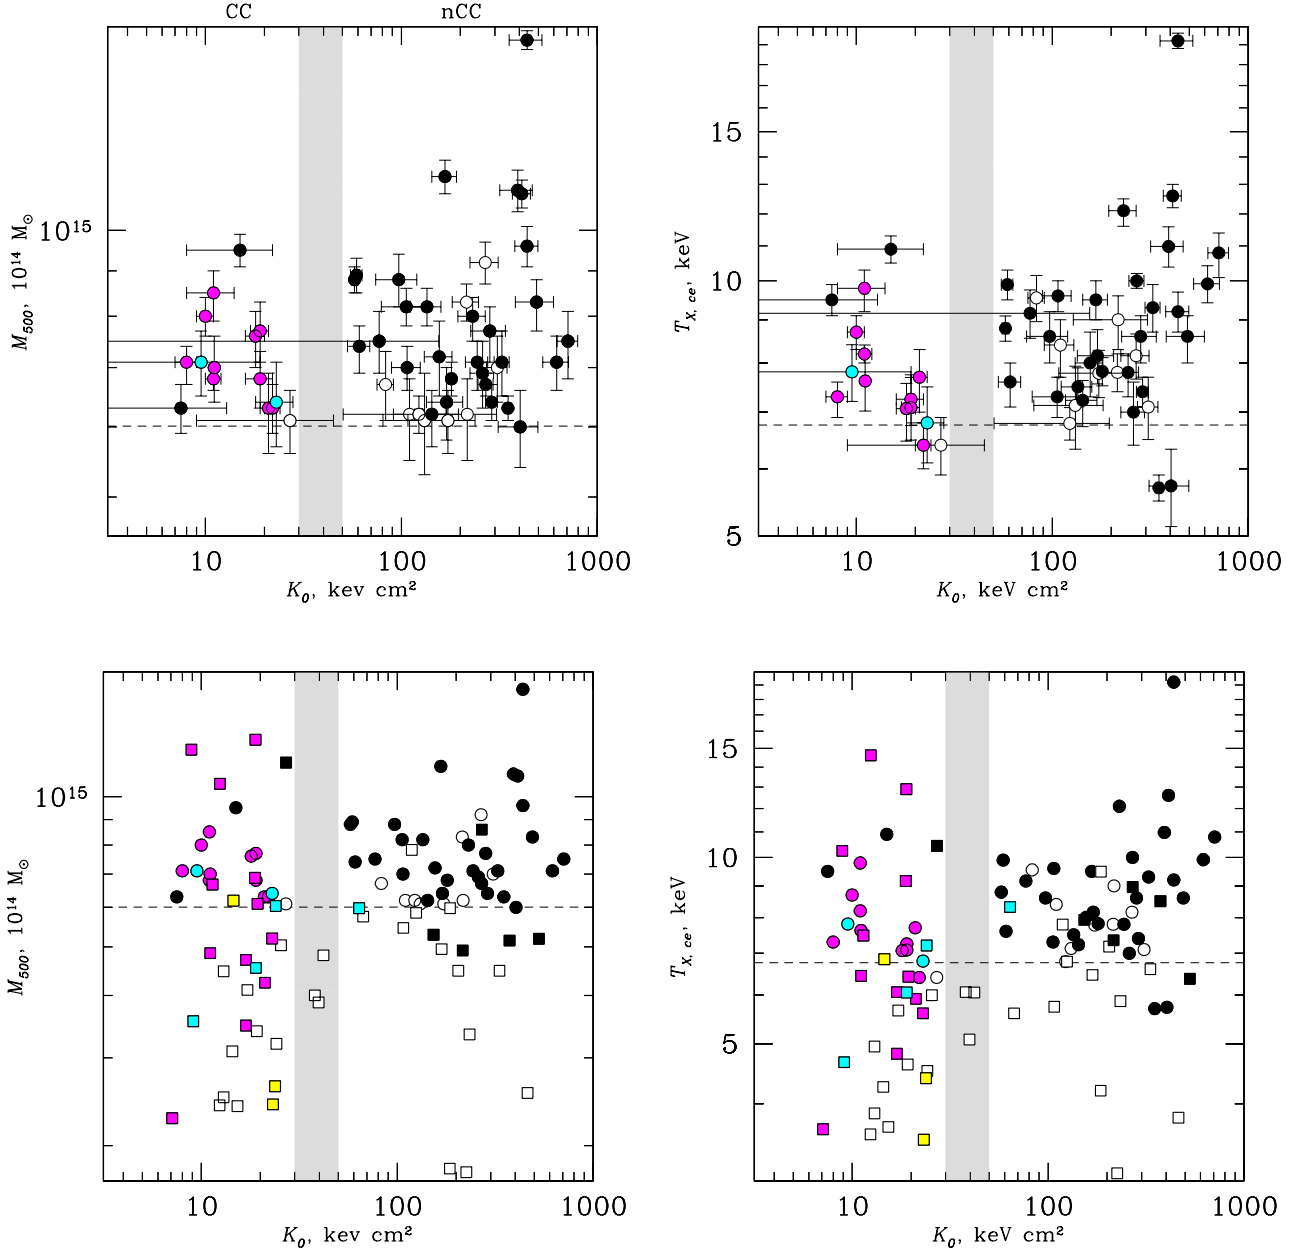 CC nCC
15
10¹⁵
M₅₀₀, 10¹⁴ M☉
T_X, ce, keV
10
5
10 100 1000 10 100 1000
K₀, kev cm² K₀, keV cm²
15
10¹⁵
10
M₅₀₀, 10¹⁴ M☉
T_X, ce, keV
5
10 100 1000 10 100 1000
K₀, kev cm² K₀, keV cm²